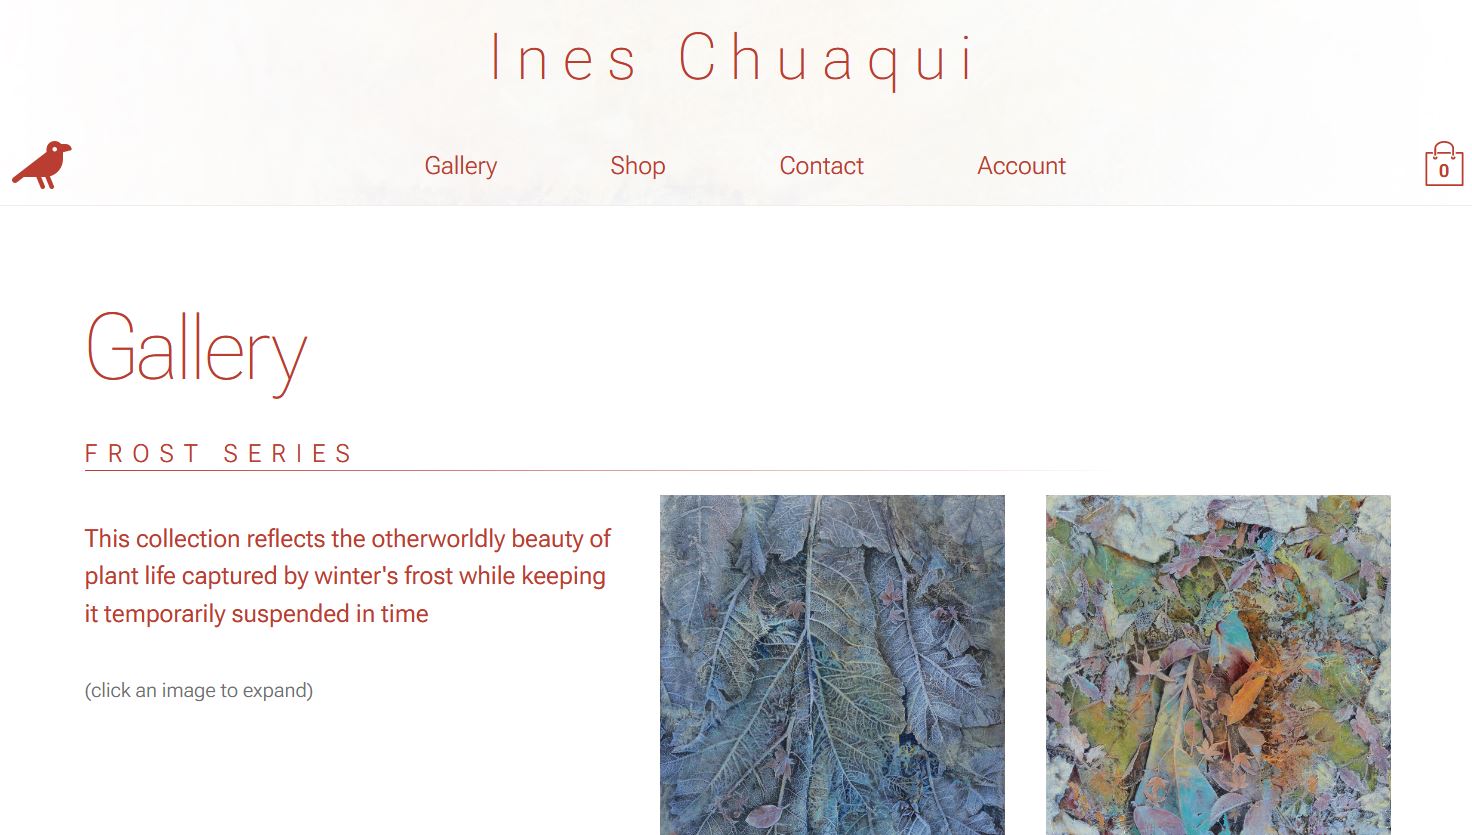 Ines Chuaqui
Gallery
Shop
Contact
Account
0
Gallery
FROST SERIES
This collection reflects the otherworldly beauty of
plant life captured by winter's frost while keeping
it temporarily suspended in time
(click an image to expand)